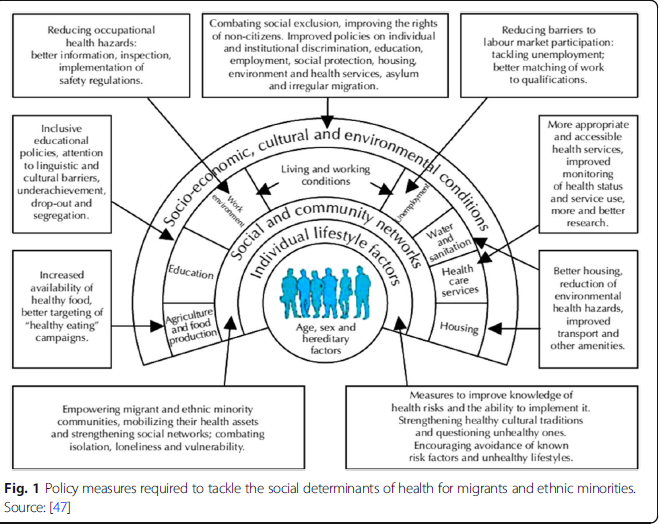 Reducing occupational
health hazards:
better information, inspection,
implementation of
safety regulations.
Combating social exclusion, improving the rights
of non-citizens. Improved policies on individual
and institutional discrimination, education,
employment, social protection, housing,
environment and health services, asylum
and irregular migration.
Reducing barriers to
labour market participation:
tackling unemployment;
better matching of work
to qualifications.
Inclusive
educational
policies, attention
to linguistic and
cultural barriers,
underachievement,
drop-out and
segregation.
More appropriate
and accessible
health services,
improved
monitoring
of health status
and service use,
more and better
research.
Increased
availability of
healthy food,
better targeting of
“healthy eating”
campaigns.
Better housing,
reduction of
environmental
health hazards,
improved
transport and
other amenities.
Socio-economic, cultural and environmental conditions
Living and working
conditions
Work
environment
Unemployment
Social and community networks
Individual lifestyle factors
Education
Agriculture
and food
production
Water
and
sanitation
Health
care
services
Housing
Age, sex and
hereditary
factors
Empowering migrant and ethnic minority
communities, mobilizing their health assets
and strengthening social networks; combating
isolation, loneliness and vulnerability.
Measures to improve knowledge of
health risks and the ability to implement it.
Strengthening healthy cultural traditions
and questioning unhealthy ones.
Encouraging avoidance of known
risk factors and unhealthy lifestyles.
Fig. 1 Policy measures required to tackle the social determinants of health for migrants and ethnic minorities.
Source: [47]